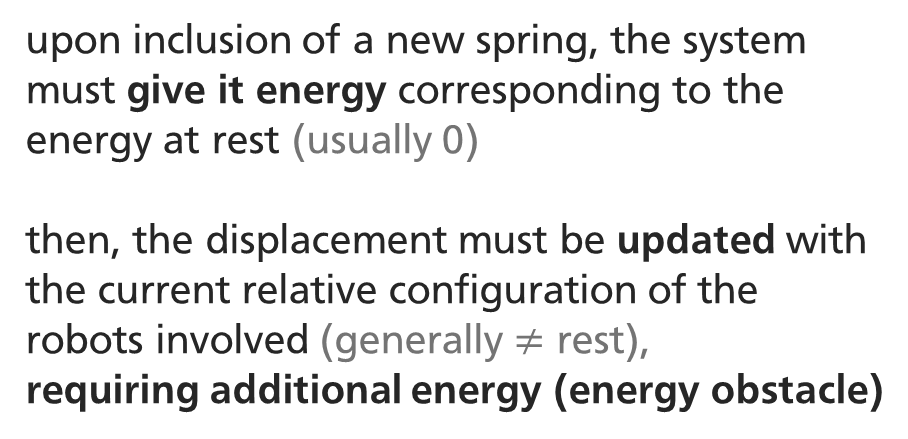 upon inclusion of a new spring, the system
must give it energy corresponding to the
energy at rest (usually 0)
then, the displacement must be updated with
the current relative configuration of the
robots involved (generally ≠ rest),
requiring additional energy (energy obstacle)